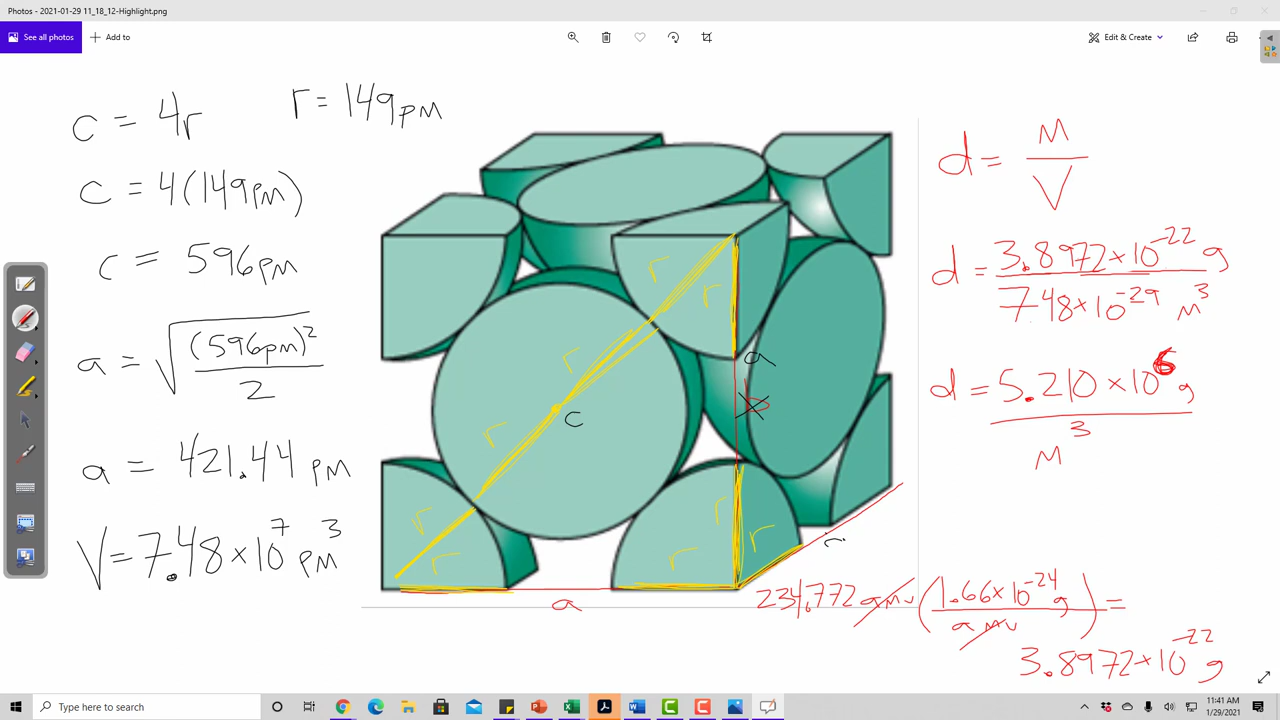 Photos - 2021-01-29 11_18_12-Highlight.png
See all photos
Add to
Edit & Create
c = 4r
r = 149pm
c = 4(149pm)
c = 596pm
a = √(596pm)²/2
a = 421.44 pm
V = 7.48 × 10⁷ pm³
r
r
r
r
r
r
r
r
r
c
a
b
a
a
d = M/V
d = 3.8972 × 10⁻²² g / 7.48 × 10⁻²⁹ m³
d = 5.210 × 10⁶ g / m³
234.772 amu (1.66 × 10⁻²⁴ g / amu) =
3.8972 × 10⁻²² g
Type here to search
11:41 AM
1/29/2021